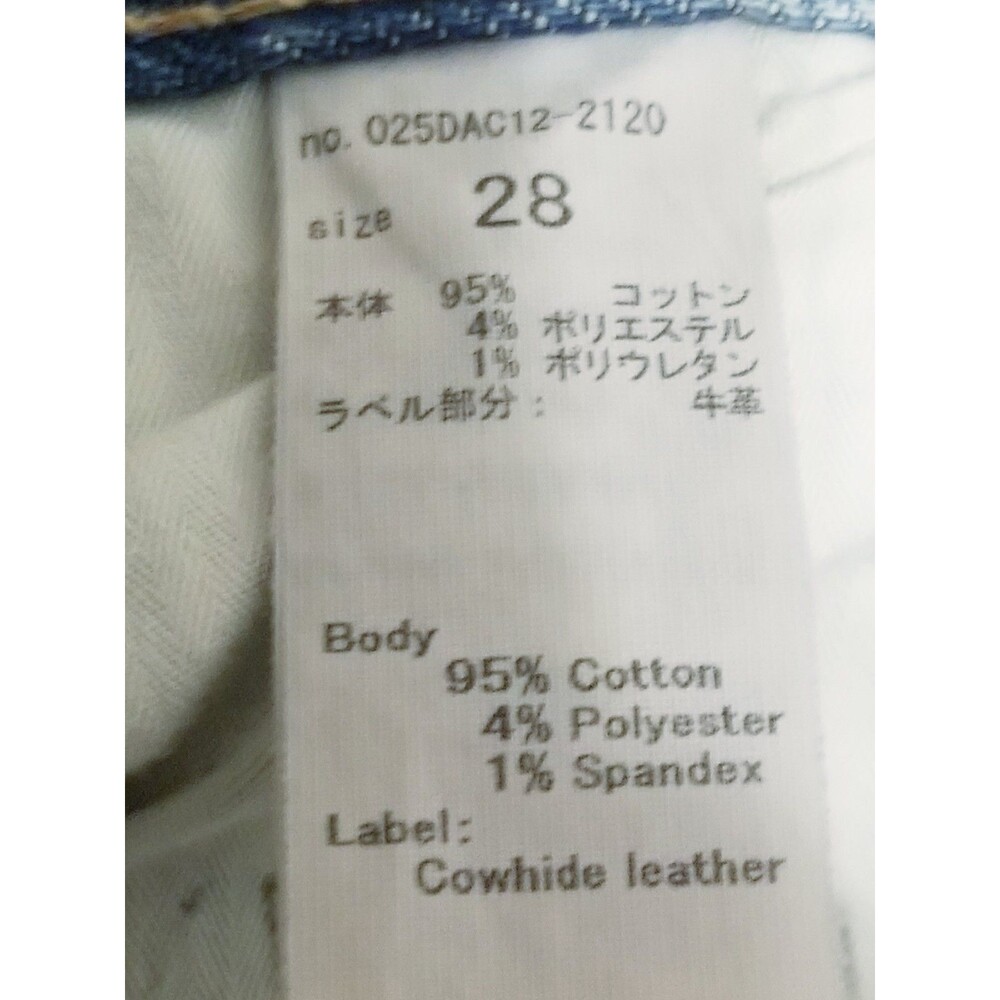 no. 025DAC12-2120
size 28
本体 95% コットン
4% ポリエステル
1% ポリウレタン
ラベル部分： 牛革
Body
95% Cotton
4% Polyester
1% Spandex
Label:
Cowhide leather